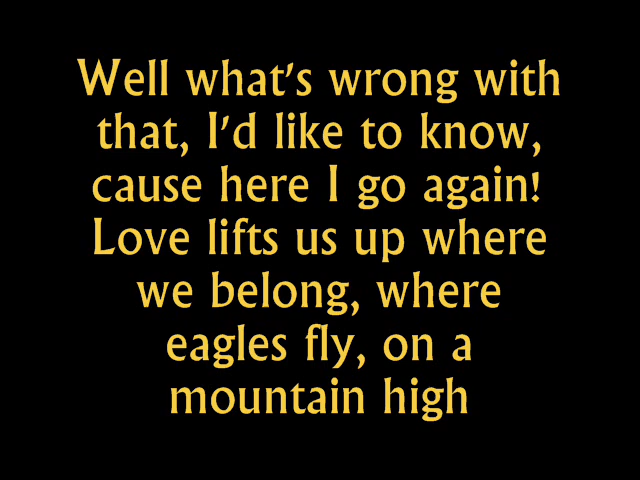 Well what's wrong with
that, I'd like to know,
cause here I go again!
Love lifts us up where
we belong, where
eagles fly, on a
mountain high